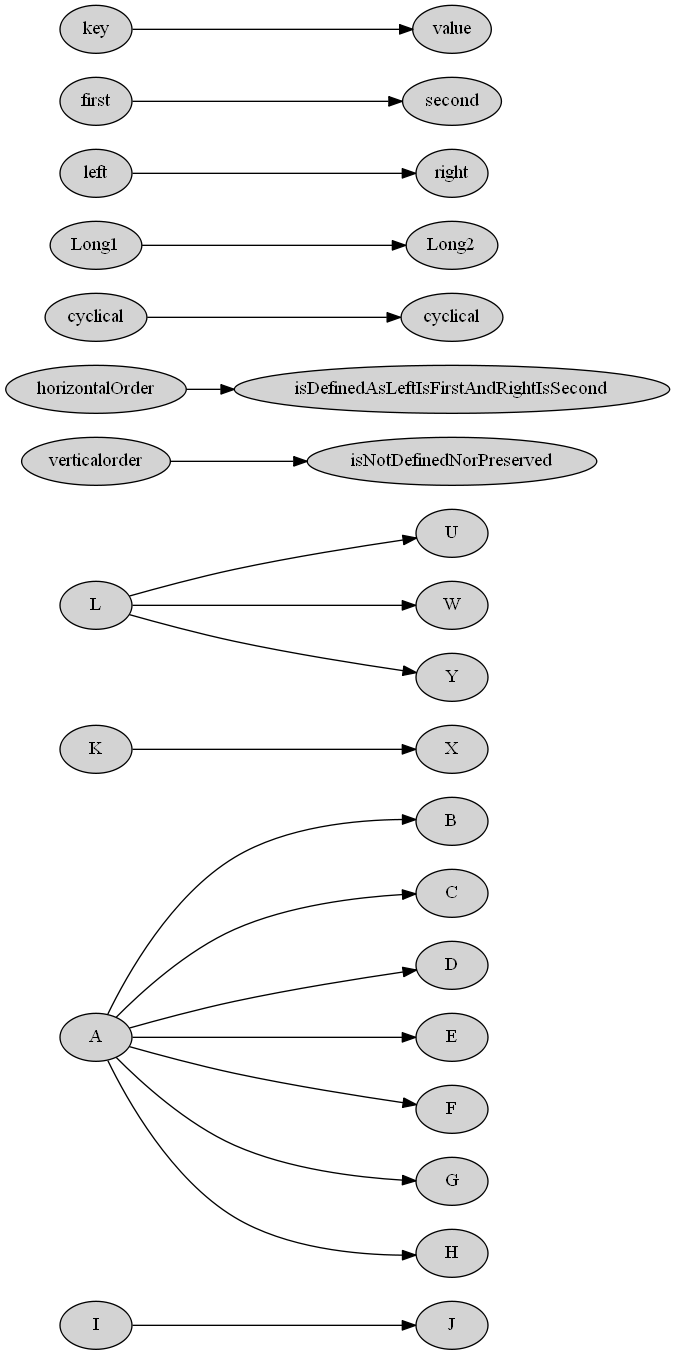 key value
first second
left right
Long1 Long2
cyclical cyclical
horizontalOrder isDefinedAsLeftIsFirstAndRightIsSecond
verticalorder isNotDefinedNorPreserved
U
L W
Y
K X
B
C
D
A E
F
G
H
I J